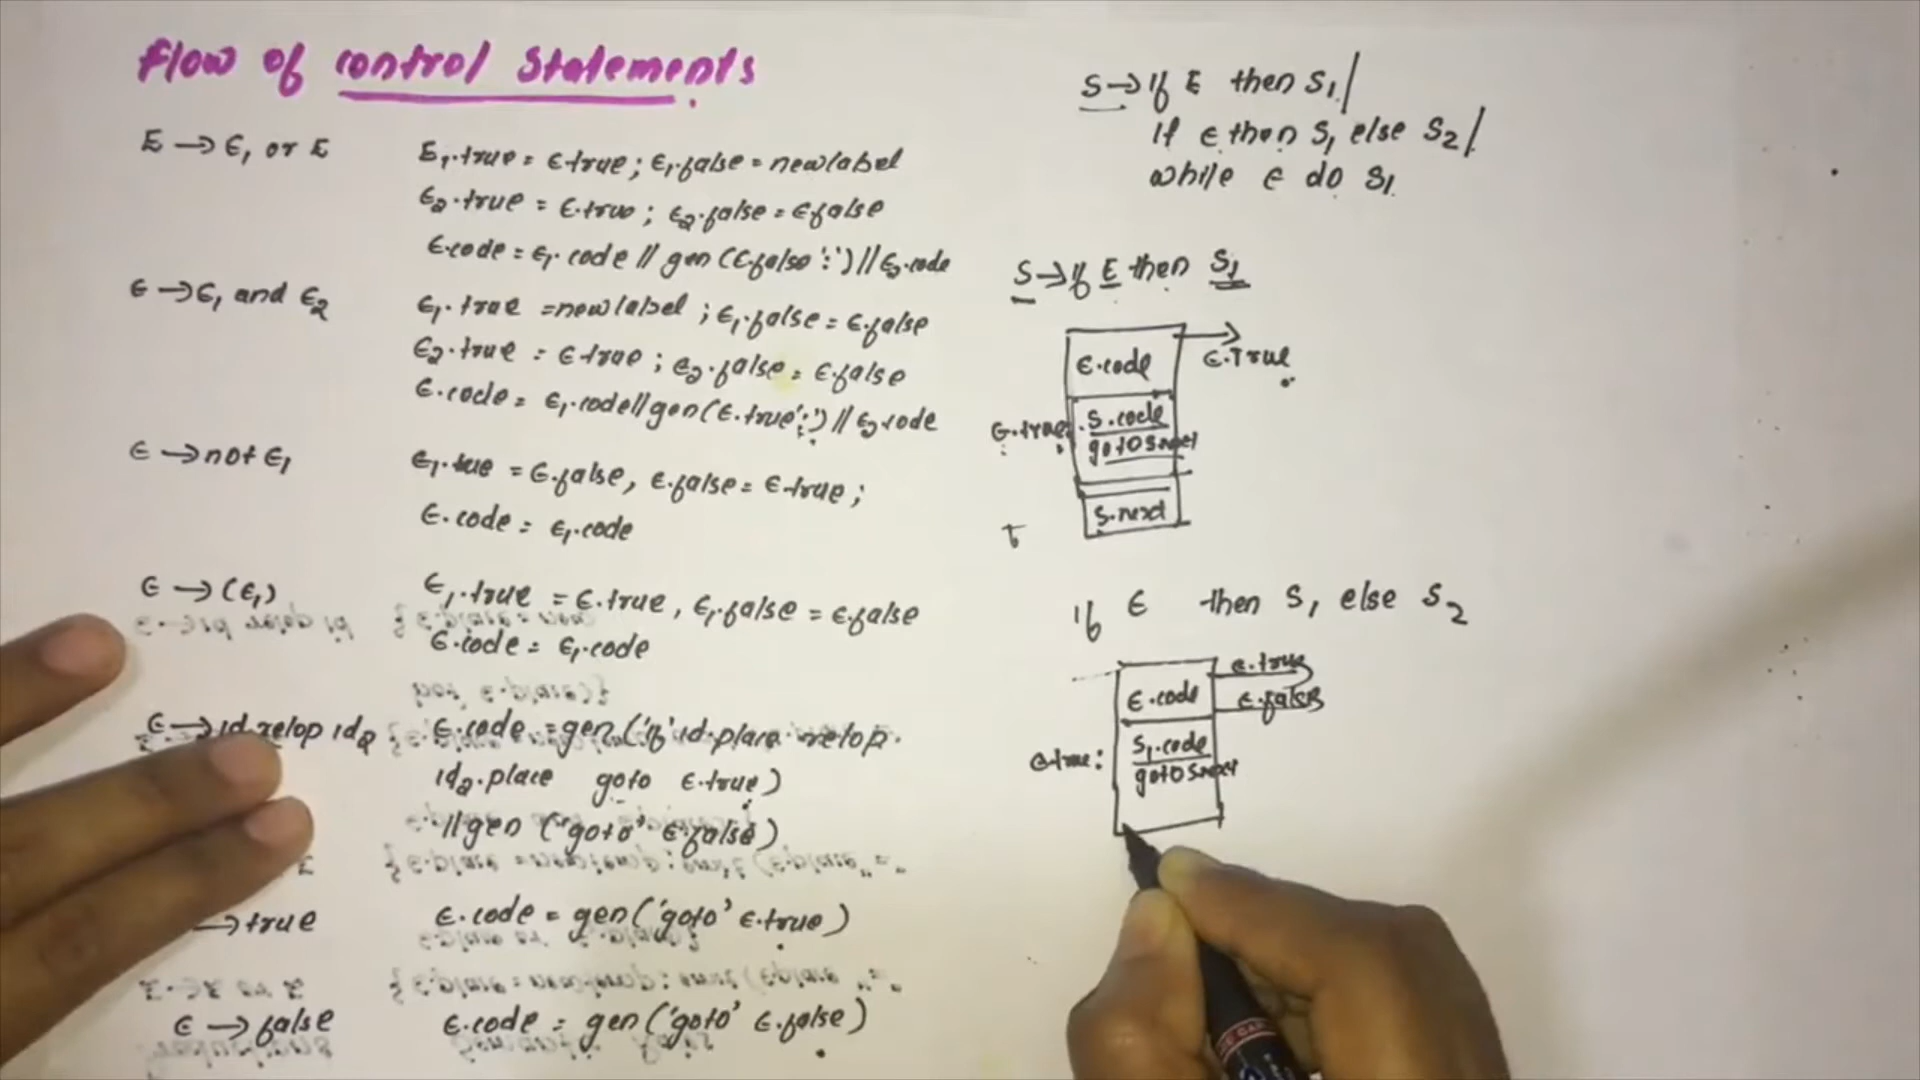 Flow of control Statements
E → E1 or E
E1.true = E.true ; E1.false = newlabel
E2.true = E.true ; E2.false = E.false
E.code = E1.code // gen (E.false ':') // E2.code
E → E1 and E2
E1.true = newlabel ; E1.false = E.false
E2.true = E.true ; E2.false = E.false
E.code = E1.code // gen (E.true ':') // E2.code
E → not E1
E1.true = E.false, E.false = E.true ;
E.code = E1.code
E → (E1)
E1.true = E.true, E1.false = E.false
E.code = E1.code
E → id relop id2
E.code = gen ('if' id.place relop.
id2.place goto E.true)
// gen ('goto' E.false)
→ true
E.code = gen ('goto' E.true)
E → false
E.code = gen ('goto' E.false)
S → If E then S1 /
If E then S1 else S2 /
while E do S1
S → If E then S1
E.code
E.True
E.true:
S.code
goto S.next
S.next
If E then S1 else S2
E.true
E.code
E.false
E.true:
S1.code
goto S.next